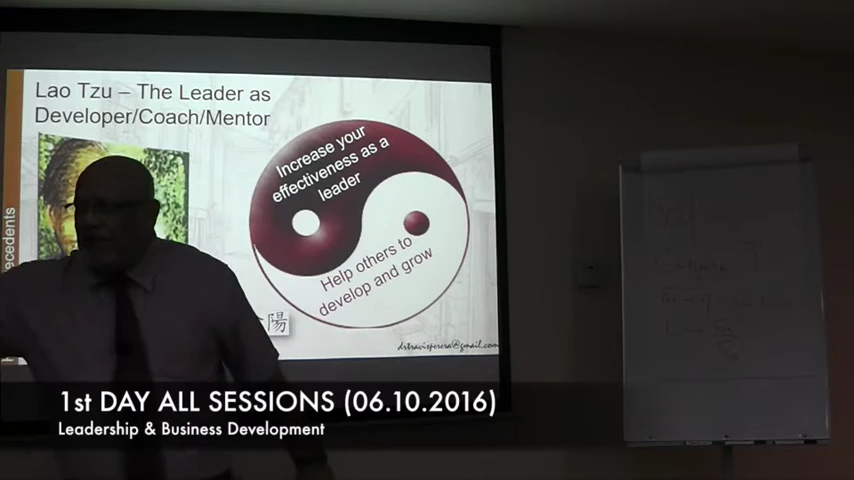 Lao Tzu – The Leader as
Developer/Coach/Mentor
Increase your
effectiveness as a
leader
Help others to
develop and grow
ecedents
陽
drtravisperera@gmail.com
1st DAY ALL SESSIONS (06.10.2016)
Leadership & Business Development